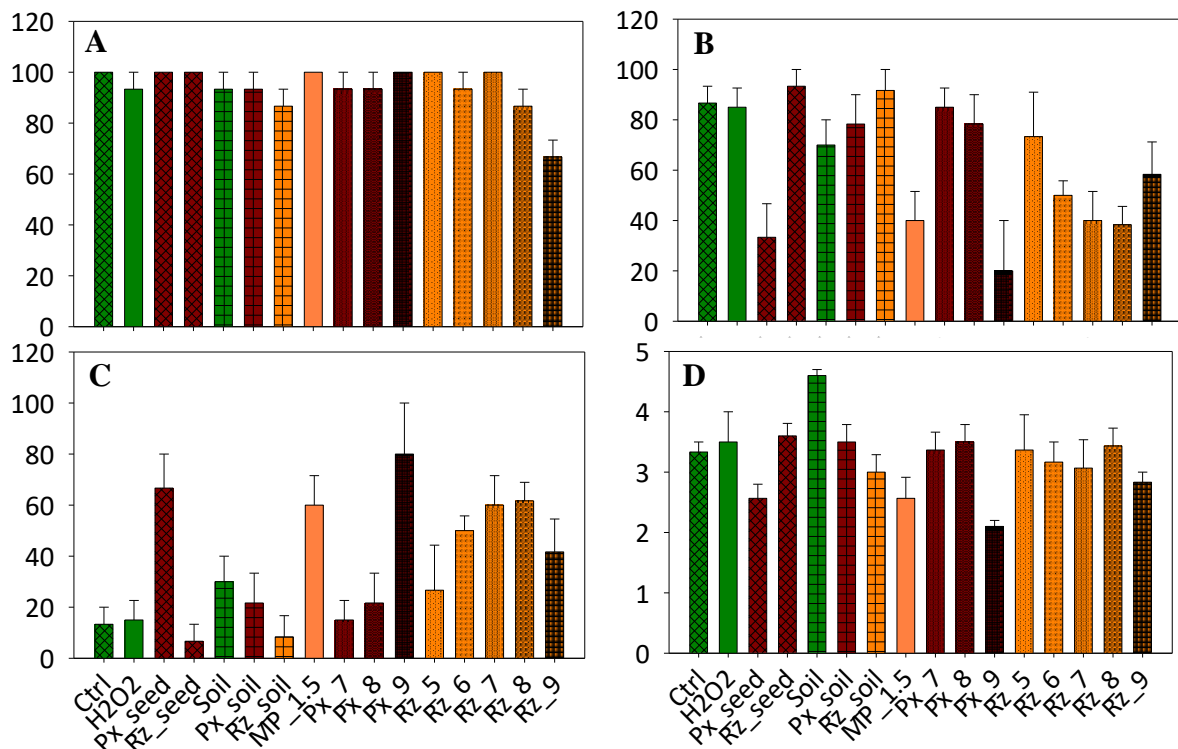 A
120
100
80
60
40
20
0
B
120
100
80
60
40
20
0
C
120
100
80
60
40
20
0
Ctrl
H2O2
Px_seed
Rz_seed
Soil
Px_soil
Rz_soil
MP_1.5
Px_7
Px_8
Px_9
Rz_5
Rz_6
Rz_7
Rz_8
Rz_9
D
5
4
3
2
1
0
Ctrl
H2O2
Px_seed
Rz_seed
Soil
Px_soil
Rz_soil
MP_1.5
Px_7
Px_8
Px_9
Rz_5
Rz_6
Rz_7
Rz_8
Rz_9